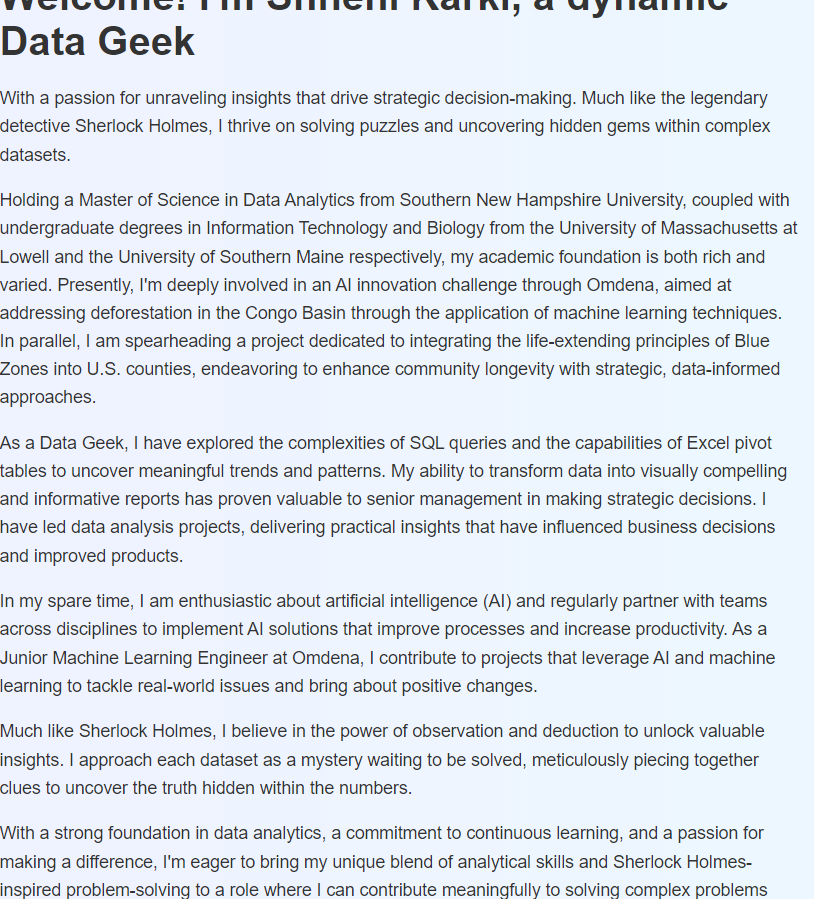 Welcome! I'm Shneni Karki, a dynamic
Data Geek
With a passion for unraveling insights that drive strategic decision-making. Much like the legendary
detective Sherlock Holmes, I thrive on solving puzzles and uncovering hidden gems within complex
datasets.
Holding a Master of Science in Data Analytics from Southern New Hampshire University, coupled with
undergraduate degrees in Information Technology and Biology from the University of Massachusetts at
Lowell and the University of Southern Maine respectively, my academic foundation is both rich and
varied. Presently, I'm deeply involved in an AI innovation challenge through Omdena, aimed at
addressing deforestation in the Congo Basin through the application of machine learning techniques.
In parallel, I am spearheading a project dedicated to integrating the life-extending principles of Blue
Zones into U.S. counties, endeavoring to enhance community longevity with strategic, data-informed
approaches.
As a Data Geek, I have explored the complexities of SQL queries and the capabilities of Excel pivot
tables to uncover meaningful trends and patterns. My ability to transform data into visually compelling
and informative reports has proven valuable to senior management in making strategic decisions. I
have led data analysis projects, delivering practical insights that have influenced business decisions
and improved products.
In my spare time, I am enthusiastic about artificial intelligence (AI) and regularly partner with teams
across disciplines to implement AI solutions that improve processes and increase productivity. As a
Junior Machine Learning Engineer at Omdena, I contribute to projects that leverage AI and machine
learning to tackle real-world issues and bring about positive changes.
Much like Sherlock Holmes, I believe in the power of observation and deduction to unlock valuable
insights. I approach each dataset as a mystery waiting to be solved, meticulously piecing together
clues to uncover the truth hidden within the numbers.
With a strong foundation in data analytics, a commitment to continuous learning, and a passion for
making a difference, I'm eager to bring my unique blend of analytical skills and Sherlock Holmes-
inspired problem-solving to a role where I can contribute meaningfully to solving complex problems